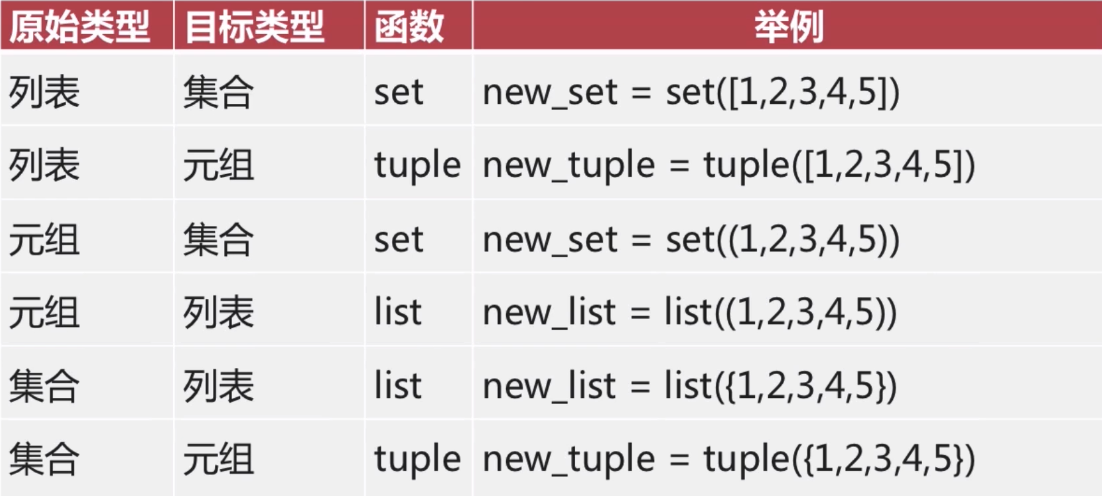 原始类型 目标类型 函数 举例
列表 集合 set new_set = set([1,2,3,4,5])
列表 元组 tuple new_tuple = tuple([1,2,3,4,5])
元组 集合 set new_set = set((1,2,3,4,5))
元组 列表 list new_list = list((1,2,3,4,5))
集合 列表 list new_list = list({1,2,3,4,5})
集合 元组 tuple new_tuple = tuple({1,2,3,4,5})